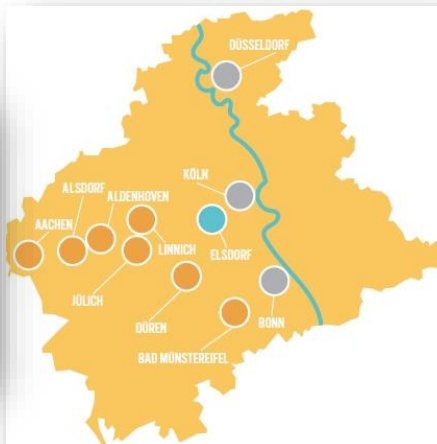 DÜSSELDORF
KÖLN
ALSDORF
ALDENHOVEN
AACHEN
LINNICH
ELSDORF
JÜLICH
DÜREN
BONN
BAD MÜNSTEREIFEL